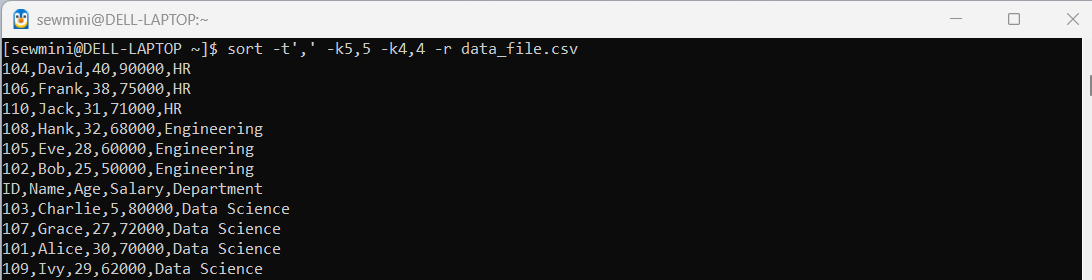 sewmini@DELL-LAPTOP:~
[sewmini@DELL-LAPTOP ~]$ sort -t',' -k5,5 -k4,4 -r data_file.csv
104,David,40,90000,HR
106,Frank,38,75000,HR
110,Jack,31,71000,HR
108,Hank,32,68000,Engineering
105,Eve,28,60000,Engineering
102,Bob,25,50000,Engineering
ID,Name,Age,Salary,Department
103,Charlie,5,80000,Data Science
107,Grace,27,72000,Data Science
101,Alice,30,70000,Data Science
109,Ivy,29,62000,Data Science